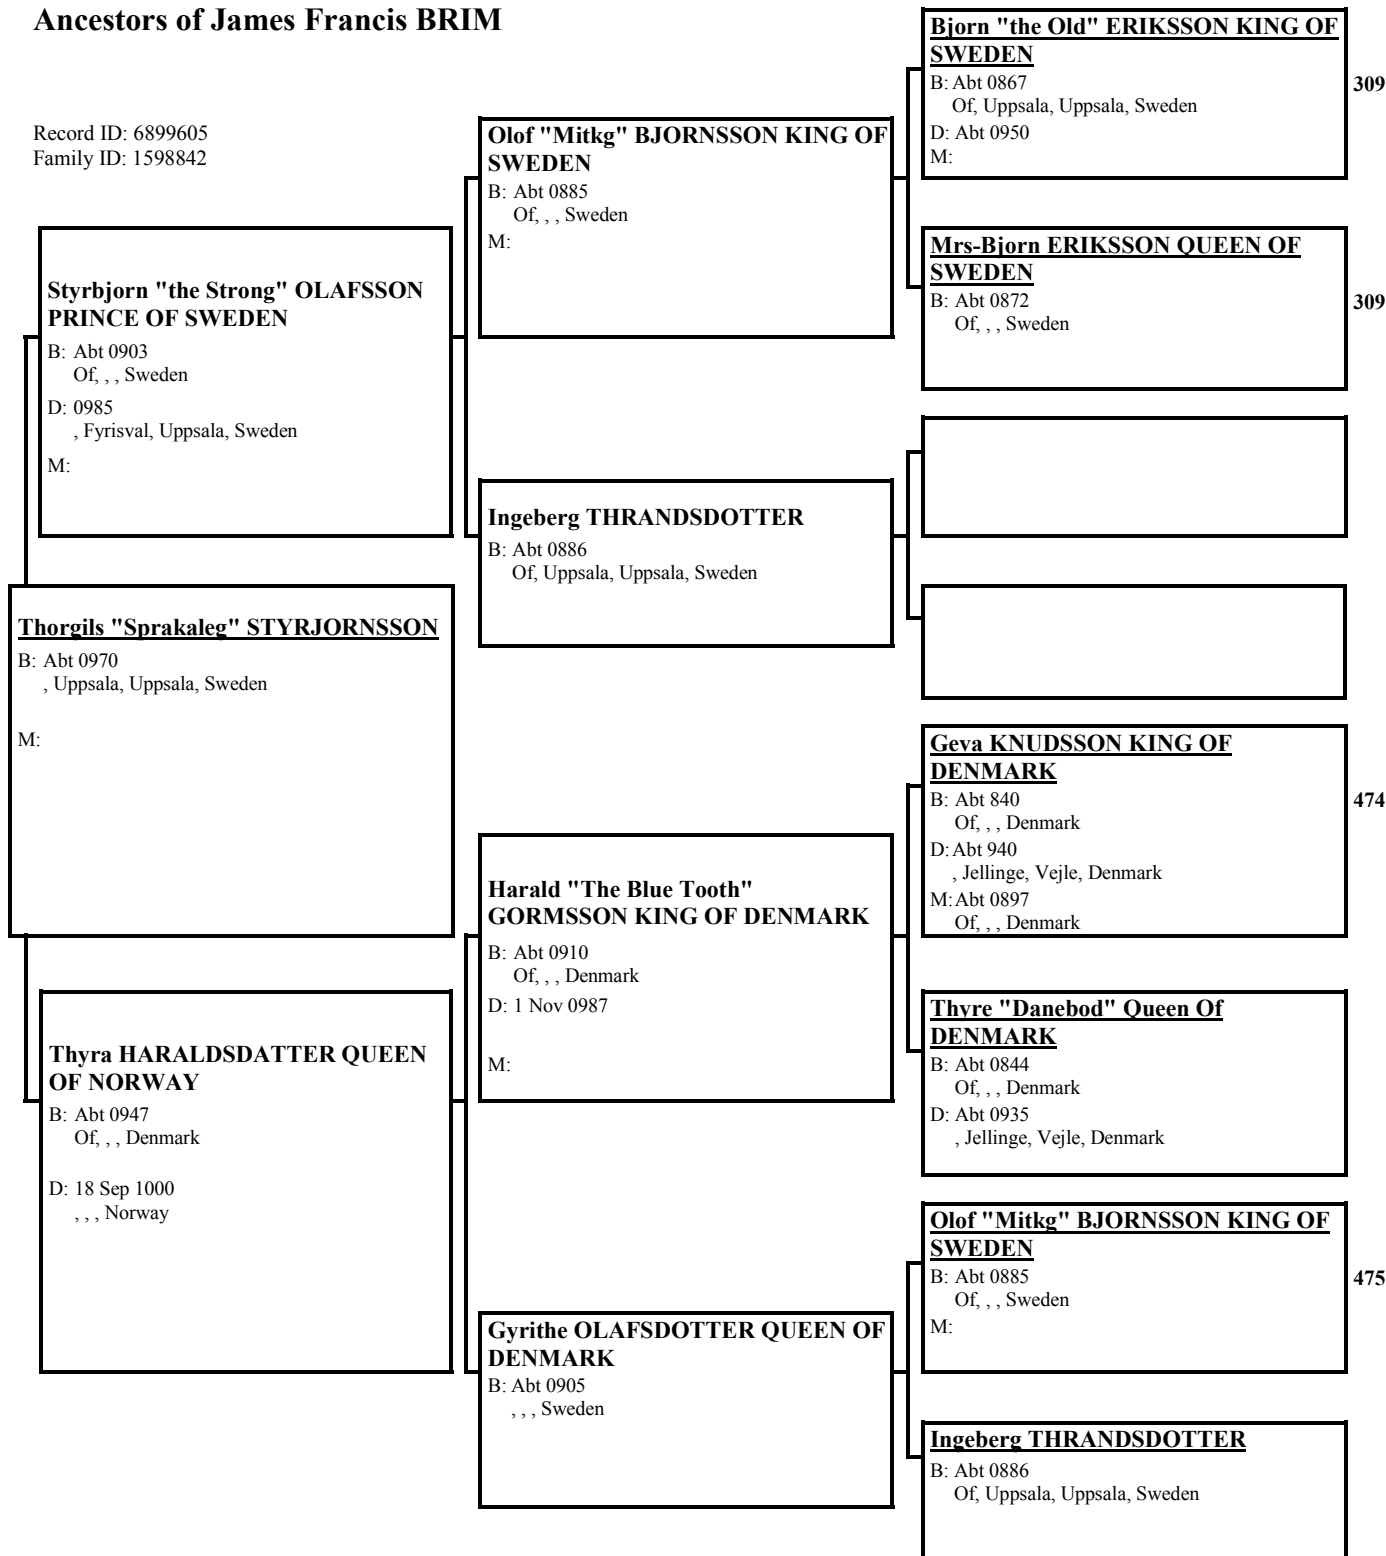 Ancestors of James Francis BRIM
Record ID: 6899605
Family ID: 1598842
Styrbjorn "the Strong" OLAFSSON
PRINCE OF SWEDEN
B: Abt 0903
Of, , , Sweden
D: 0985
, Fyrisval, Uppsala, Sweden
M:
Thorgils "Sprakaleg" STYRJORNSSON
B: Abt 0970
, Uppsala, Uppsala, Sweden
M:
Thyra HARALDSDATTER QUEEN
OF NORWAY
B: Abt 0947
Of, , , Denmark
D: 18 Sep 1000
, , , Norway
Olof "Mitkg" BJORNSSON KING OF
SWEDEN
B: Abt 0885
Of, , , Sweden
M:
Ingeberg THRANDSDOTTER
B: Abt 0886
Of, Uppsala, Uppsala, Sweden
Harald "The Blue Tooth"
GORMSSON KING OF DENMARK
B: Abt 0910
Of, , , Denmark
D: 1 Nov 0987
M:
Gyrithe OLAFSDOTTER QUEEN OF
DENMARK
B: Abt 0905
, , , Sweden
Bjorn "the Old" ERIKSSON KING OF
SWEDEN
B: Abt 0867
Of, Uppsala, Uppsala, Sweden
D: Abt 0950
M:
309
Mrs-Bjorn ERIKSSON QUEEN OF
SWEDEN
B: Abt 0872
Of, , , Sweden
309
Geva KNUDSSON KING OF
DENMARK
B: Abt 840
Of, , , Denmark
D: Abt 940
, Jellinge, Vejle, Denmark
M: Abt 0897
Of, , , Denmark
474
Thyre "Danebod" Queen Of
DENMARK
B: Abt 0844
Of, , , Denmark
D: Abt 0935
, Jellinge, Vejle, Denmark
Olof "Mitkg" BJORNSSON KING OF
SWEDEN
B: Abt 0885
Of, , , Sweden
M:
475
Ingeberg THRANDSDOTTER
B: Abt 0886
Of, Uppsala, Uppsala, Sweden